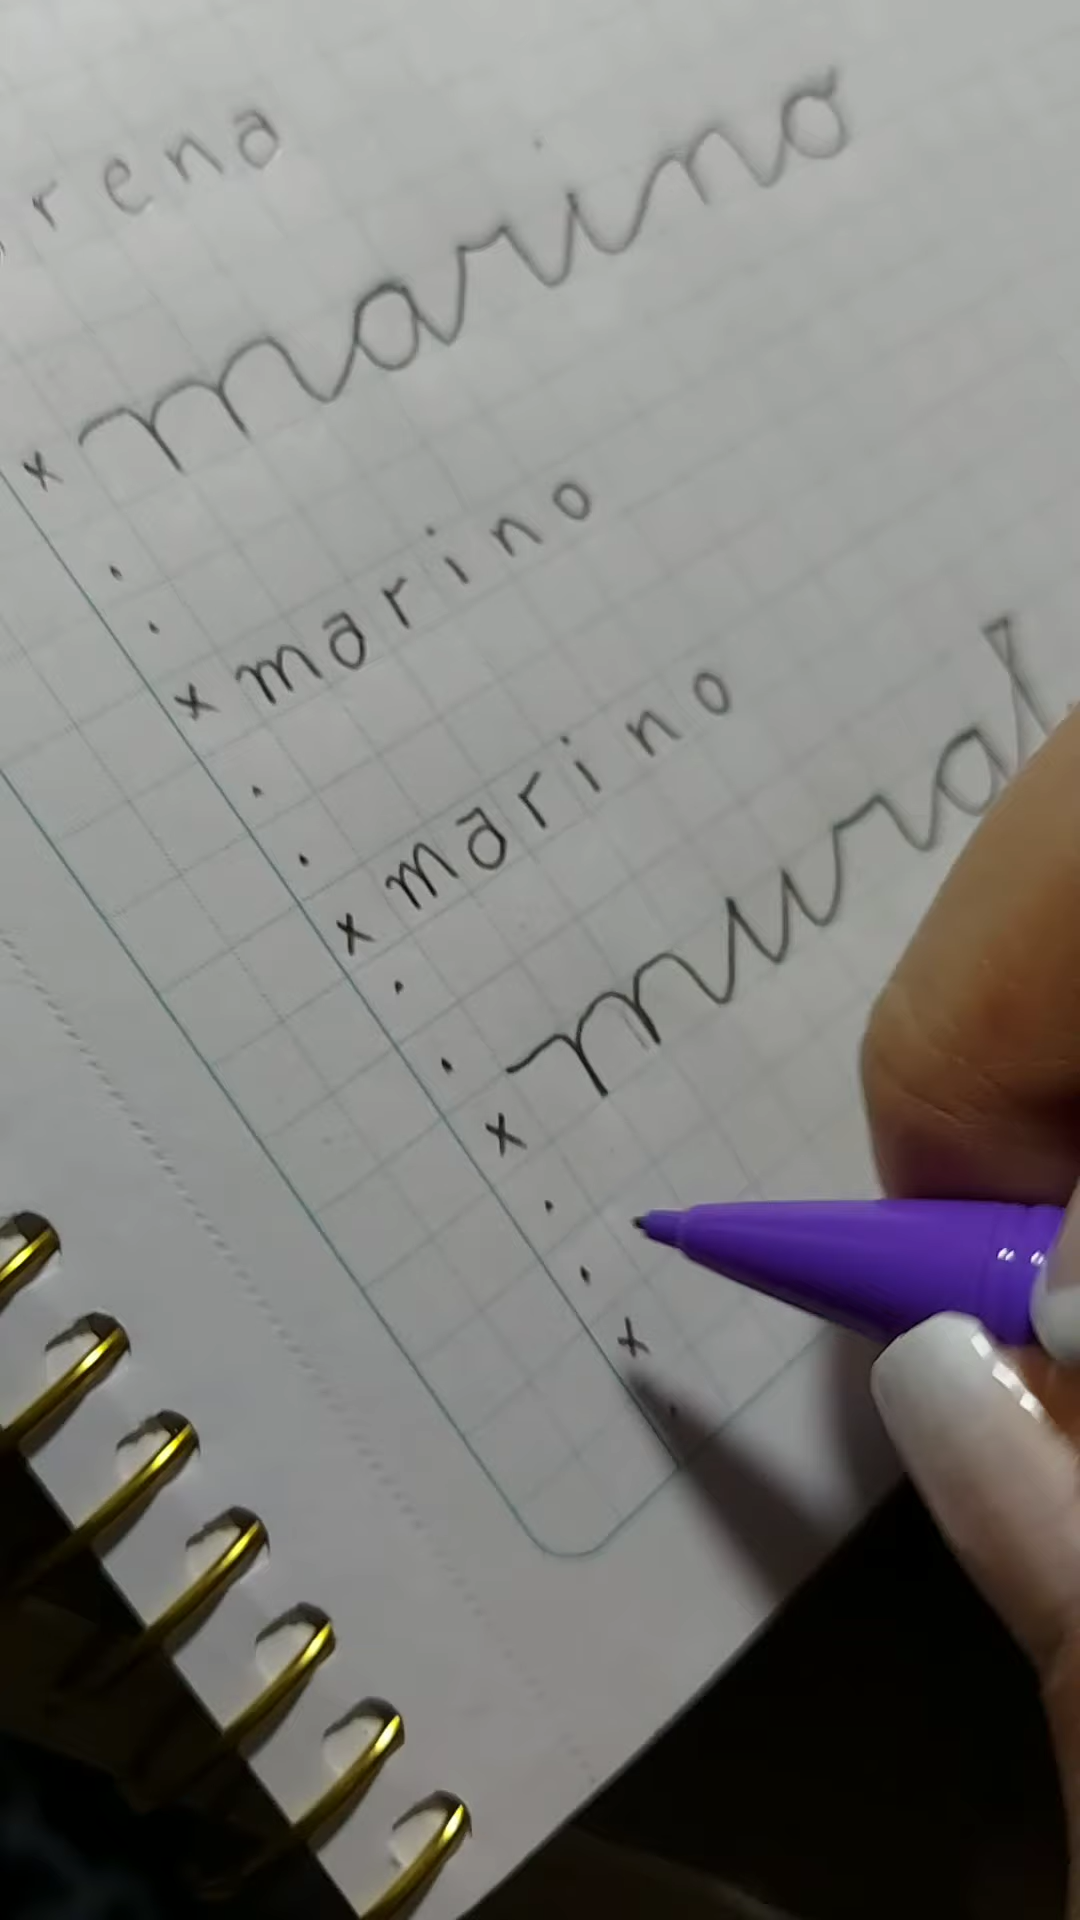 rena
x marino
.
.
x marino
.
.
x marino
.
.
x mural
.
.
x